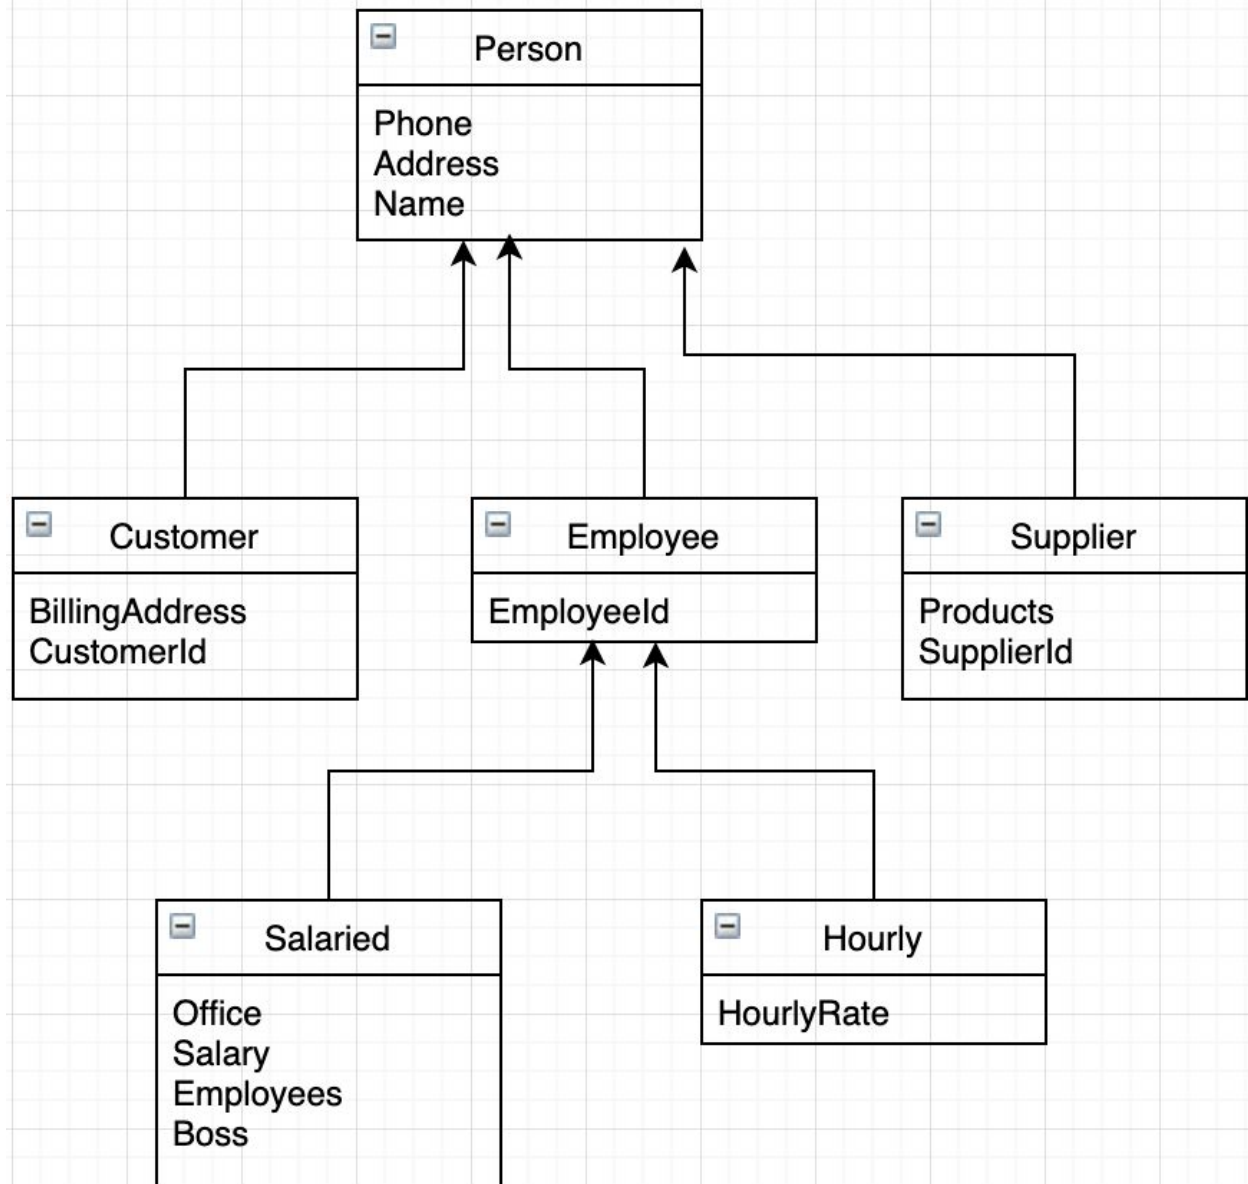 Person
Phone
Address
Name
Customer
BillingAddress
CustomerId
Employee
EmployeeId
Supplier
Products
SupplierId
Salaried
Office
Salary
Employees
Boss
Hourly
HourlyRate